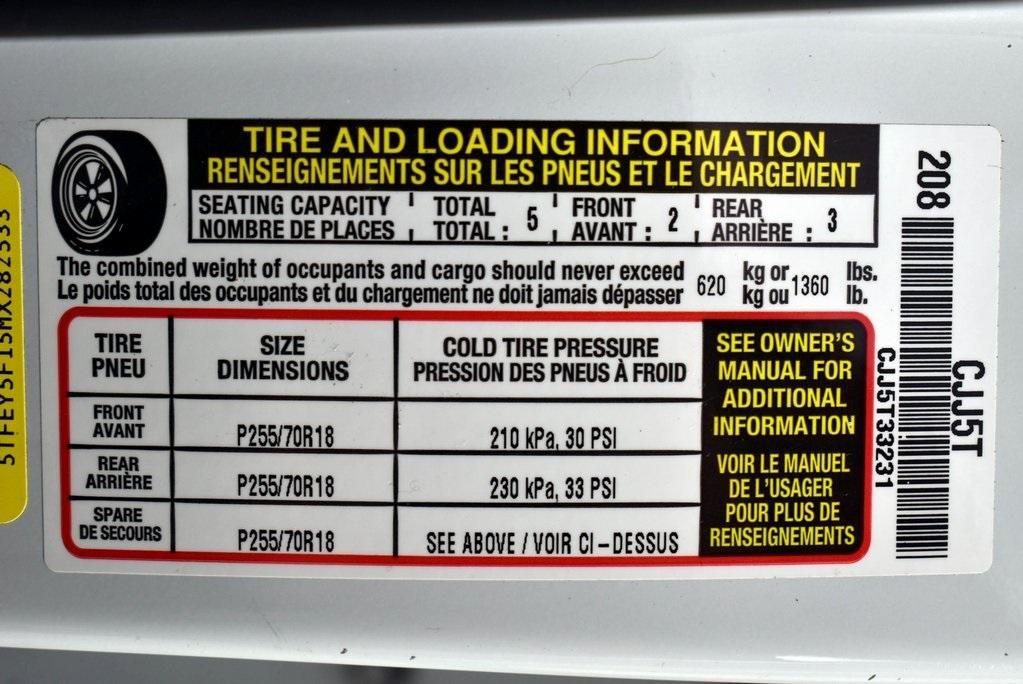 TIRE AND LOADING INFORMATION
RENSEIGNEMENTS SUR LES PNEUS ET LE CHARGEMENT
SEATING CAPACITY TOTAL 5 FRONT 2 REAR 3
NOMBRE DE PLACES TOTAL : AVANT : ARRIÈRE :
The combined weight of occupants and cargo should never exceed 620 kg or 1360 lbs.
Le poids total des occupants et du chargement ne doit jamais dépasser kg ou lb.
TIRE SIZE COLD TIRE PRESSURE
PNEU DIMENSIONS PRESSION DES PNEUS À FROID
FRONT
AVANT P255/70R18 210 kPa, 30 PSI
REAR
ARRIÈRE P255/70R18 230 kPa, 33 PSI
SPARE
DE SECOURS P255/70R18 SEE ABOVE / VOIR CI-DESSUS
SEE OWNER'S
MANUAL FOR
ADDITIONAL
INFORMATION
VOIR LE MANUEL
DE L'USAGER
POUR PLUS DE
RENSEIGNEMENTS
208
CJJ5T
CJJ5T33231